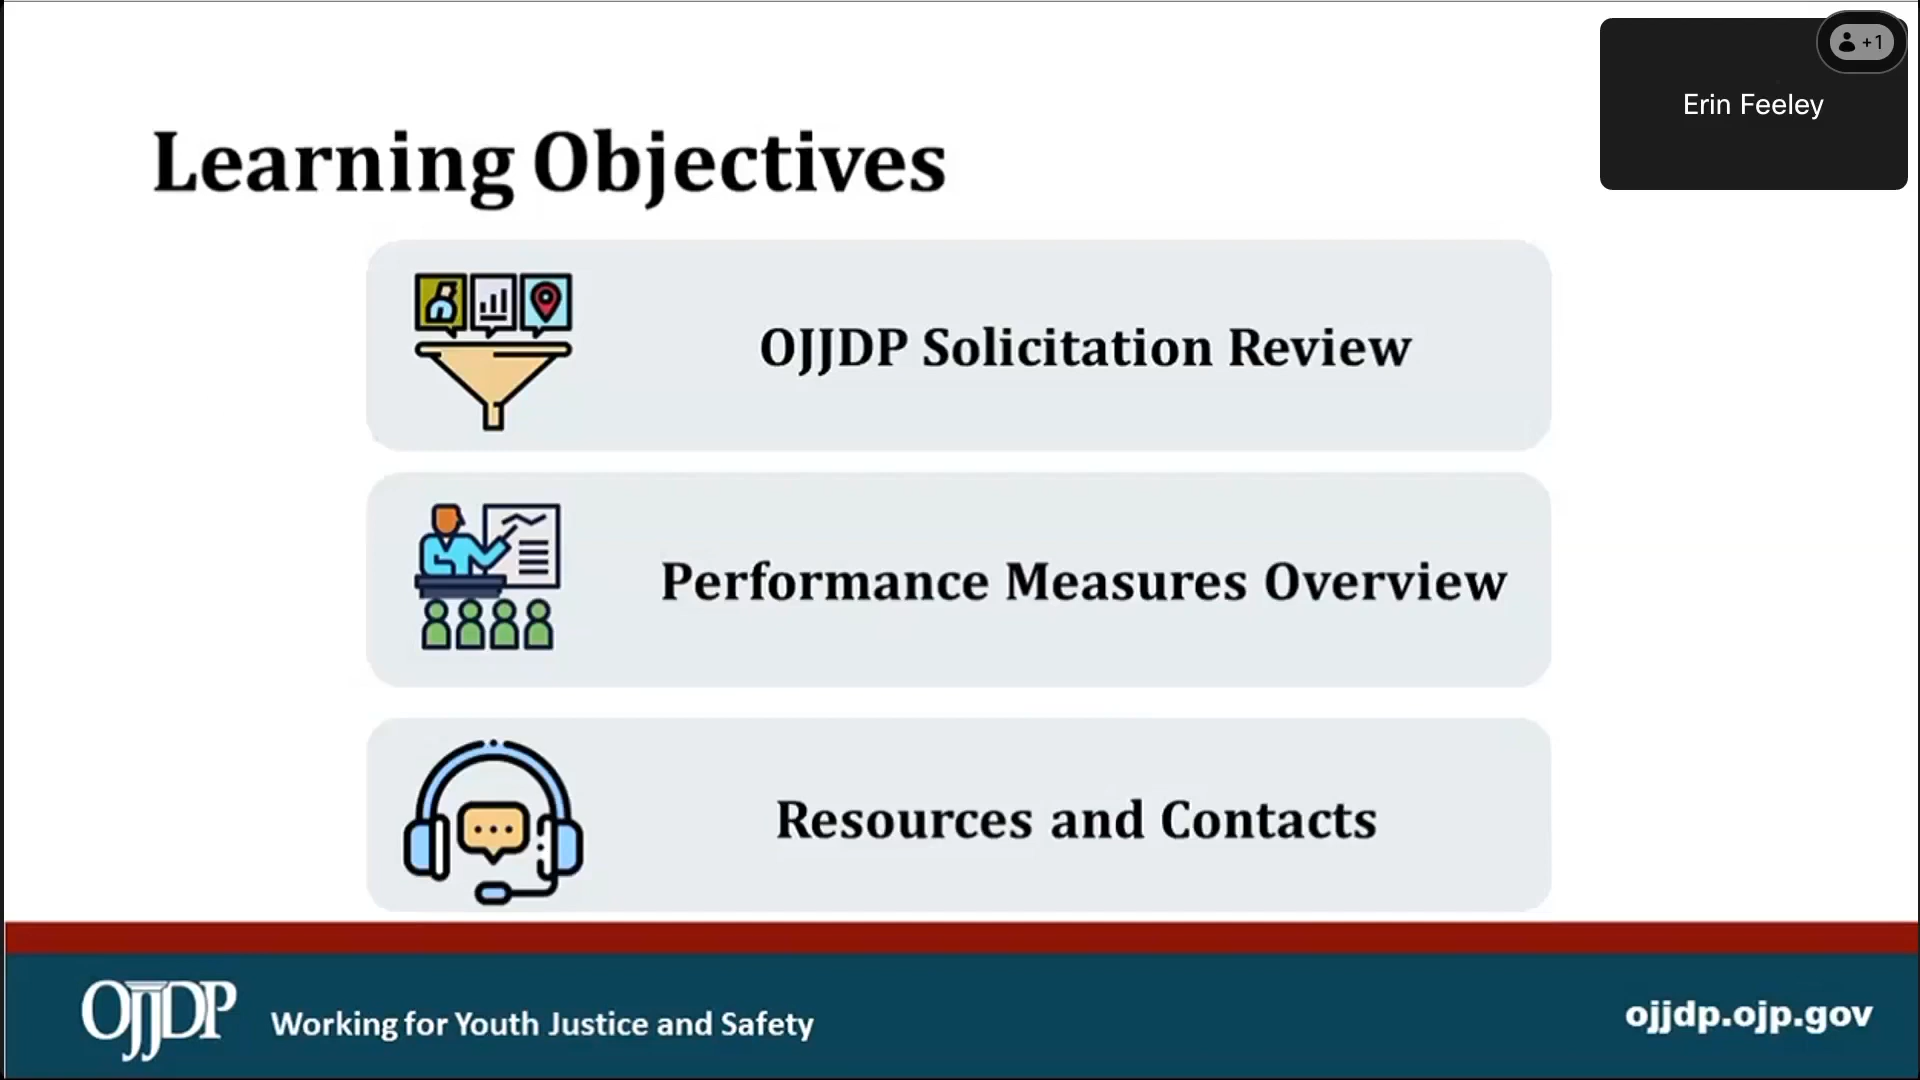 +1
Erin Feeley
Learning Objectives
OJJDP Solicitation Review
Performance Measures Overview
Resources and Contacts
OJJDP
Working for Youth Justice and Safety
ojjdp.ojp.gov